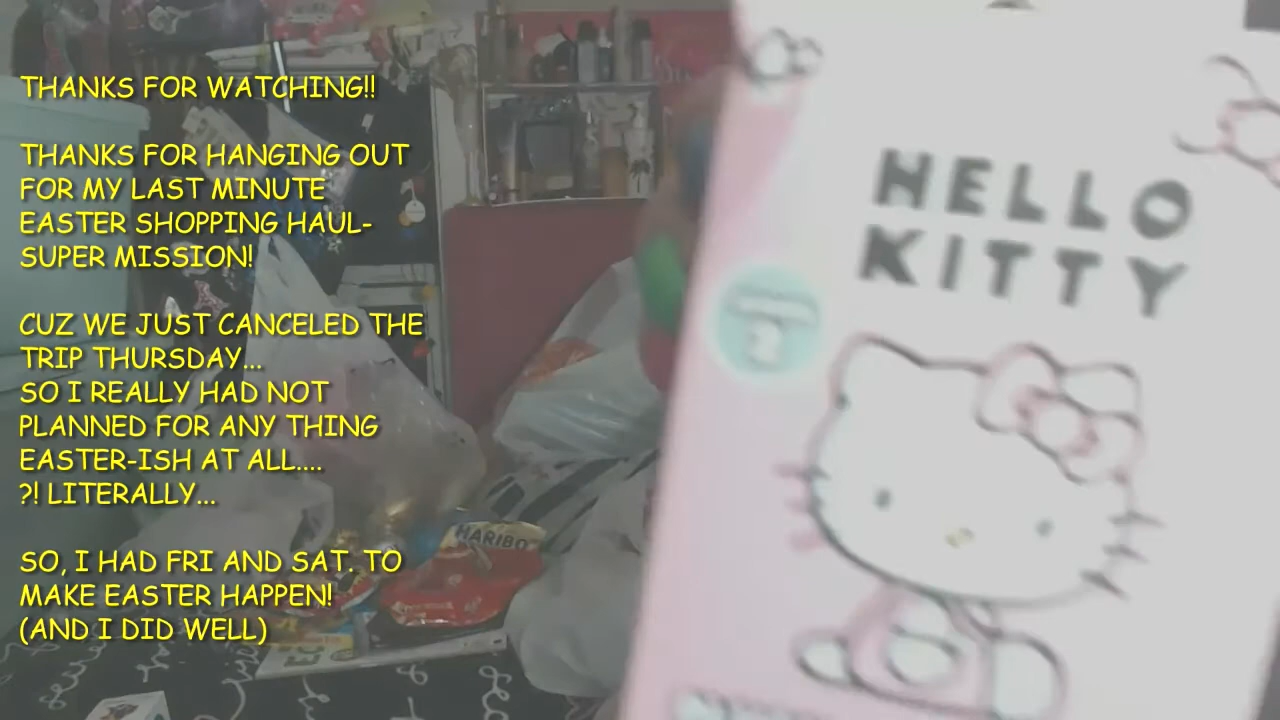 THANKS FOR WATCHING!!
THANKS FOR HANGING OUT
FOR MY LAST MINUTE
EASTER SHOPPING HAUL-
SUPER MISSION!
CUZ WE JUST CANCELED THE
TRIP THURSDAY...
SO I REALLY HAD NOT
PLANNED FOR ANY THING
EASTER-ISH AT ALL....
?! LITERALLY...
SO, I HAD FRI AND SAT. TO
MAKE EASTER HAPPEN!
(AND I DID WELL)
HARIBO
HELLO
KITTY